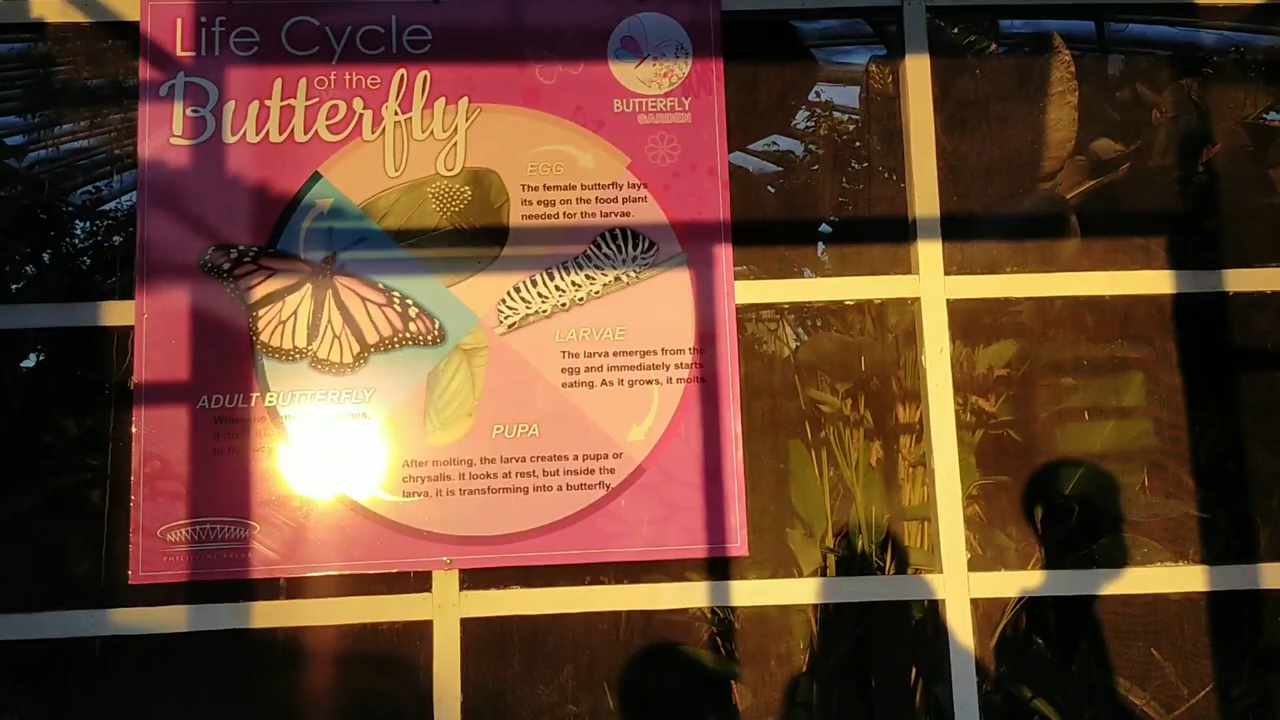 Life Cycle
of the
Butterfly
BUTTERFLY
GARDEN
EGG
The female butterfly lays
its egg on the food plant
needed for the larvae.
LARVAE
The larva emerges from the
egg and immediately starts
eating. As it grows, it molts.
PUPA
After molting, the larva creates a pupa or
chrysalis. It looks at rest, but inside the
larva, it is transforming into a butterfly.
ADULT BUTTERFLY
PHILIPPINE ARENA